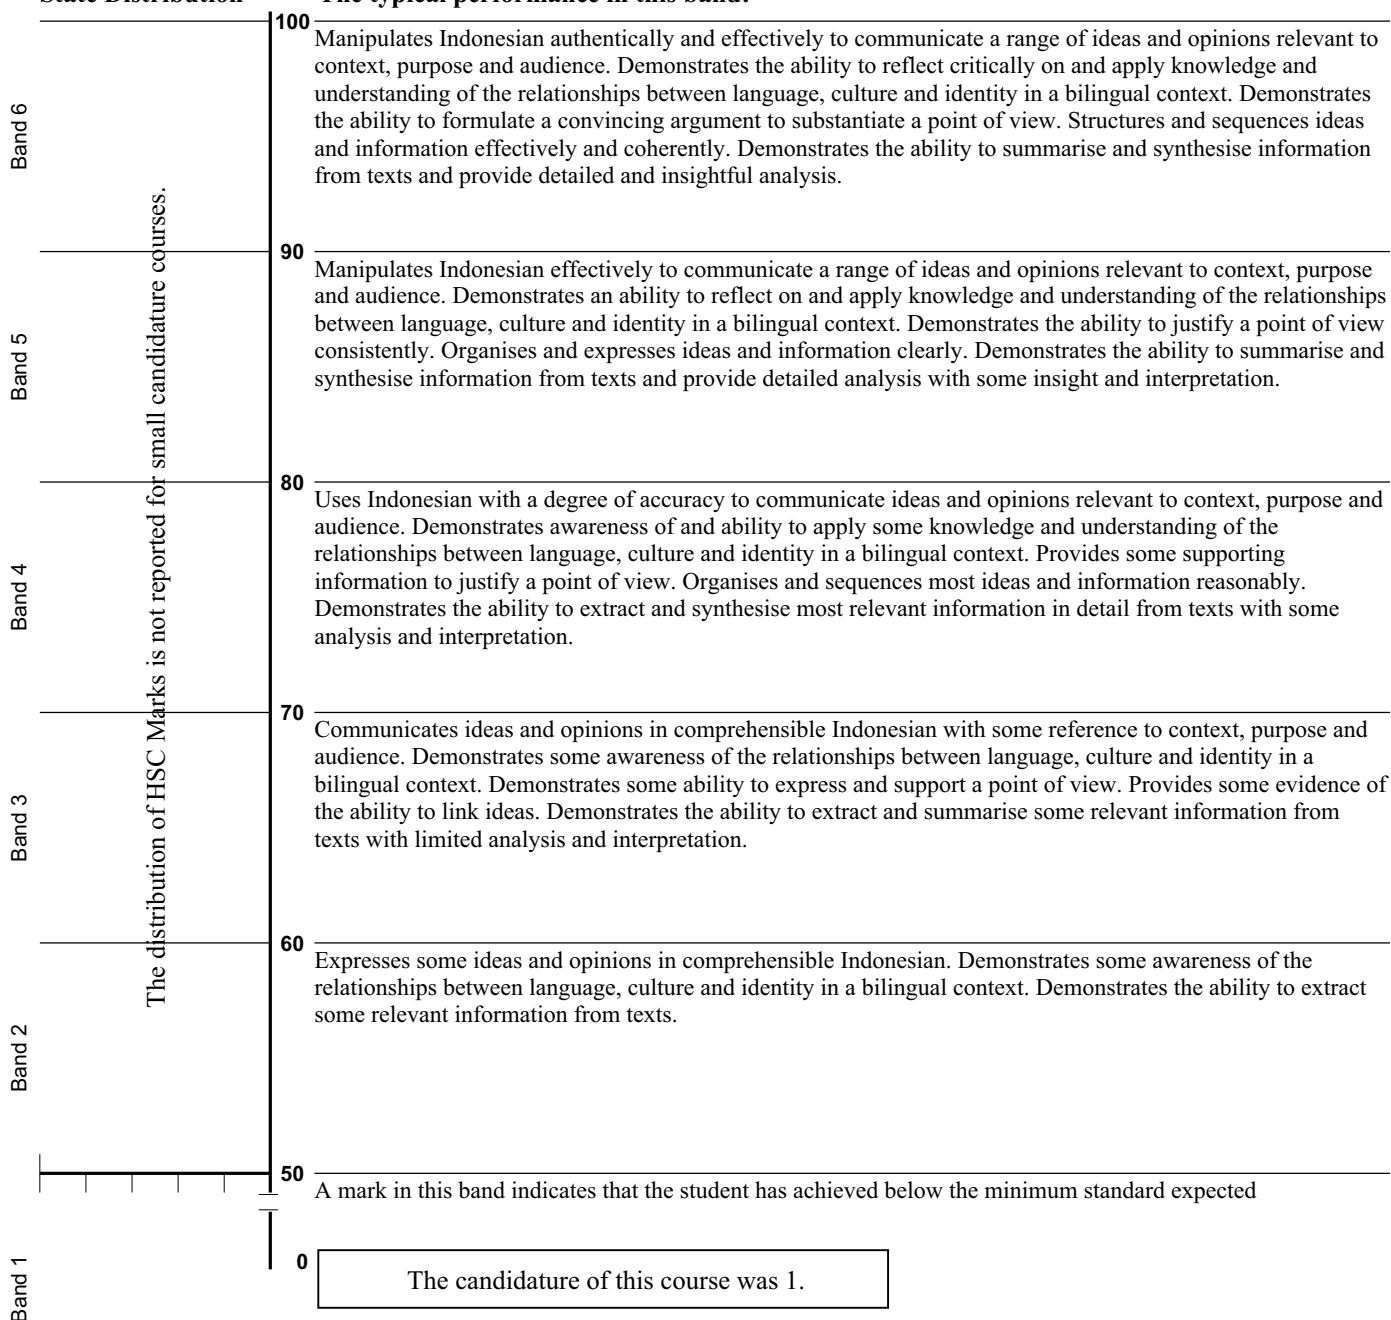 State Distribution The typical performance in this band:
100
Manipulates Indonesian authentically and effectively to communicate a range of ideas and opinions relevant to
context, purpose and audience. Demonstrates the ability to reflect critically on and apply knowledge and
understanding of the relationships between language, culture and identity in a bilingual context. Demonstrates
the ability to formulate a convincing argument to substantiate a point of view. Structures and sequences ideas
and information effectively and coherently. Demonstrates the ability to summarise and synthesise information
from texts and provide detailed and insightful analysis.
Band 6
90
Manipulates Indonesian effectively to communicate a range of ideas and opinions relevant to context, purpose
and audience. Demonstrates an ability to reflect on and apply knowledge and understanding of the relationships
between language, culture and identity in a bilingual context. Demonstrates the ability to justify a point of view
consistently. Organises and expresses ideas and information clearly. Demonstrates the ability to summarise and
synthesise information from texts and provide detailed analysis with some insight and interpretation.
Band 5
80
Uses Indonesian with a degree of accuracy to communicate ideas and opinions relevant to context, purpose and
audience. Demonstrates awareness of and ability to apply some knowledge and understanding of the
relationships between language, culture and identity in a bilingual context. Provides some supporting
information to justify a point of view. Organises and sequences most ideas and information reasonably.
Demonstrates the ability to extract and synthesise most relevant information in detail from texts with some
analysis and interpretation.
Band 4
The distribution of HSC Marks is not reported for small candidature courses.
70
Communicates ideas and opinions in comprehensible Indonesian with some reference to context, purpose and
audience. Demonstrates some awareness of the relationships between language, culture and identity in a
bilingual context. Demonstrates some ability to express and support a point of view. Provides some evidence of
the ability to link ideas. Demonstrates the ability to extract and summarise some relevant information from
texts with limited analysis and interpretation.
Band 3
60
Expresses some ideas and opinions in comprehensible Indonesian. Demonstrates some awareness of the
relationships between language, culture and identity in a bilingual context. Demonstrates the ability to extract
some relevant information from texts.
Band 2
50
A mark in this band indicates that the student has achieved below the minimum standard expected
0
The candidature of this course was 1.
Band 1